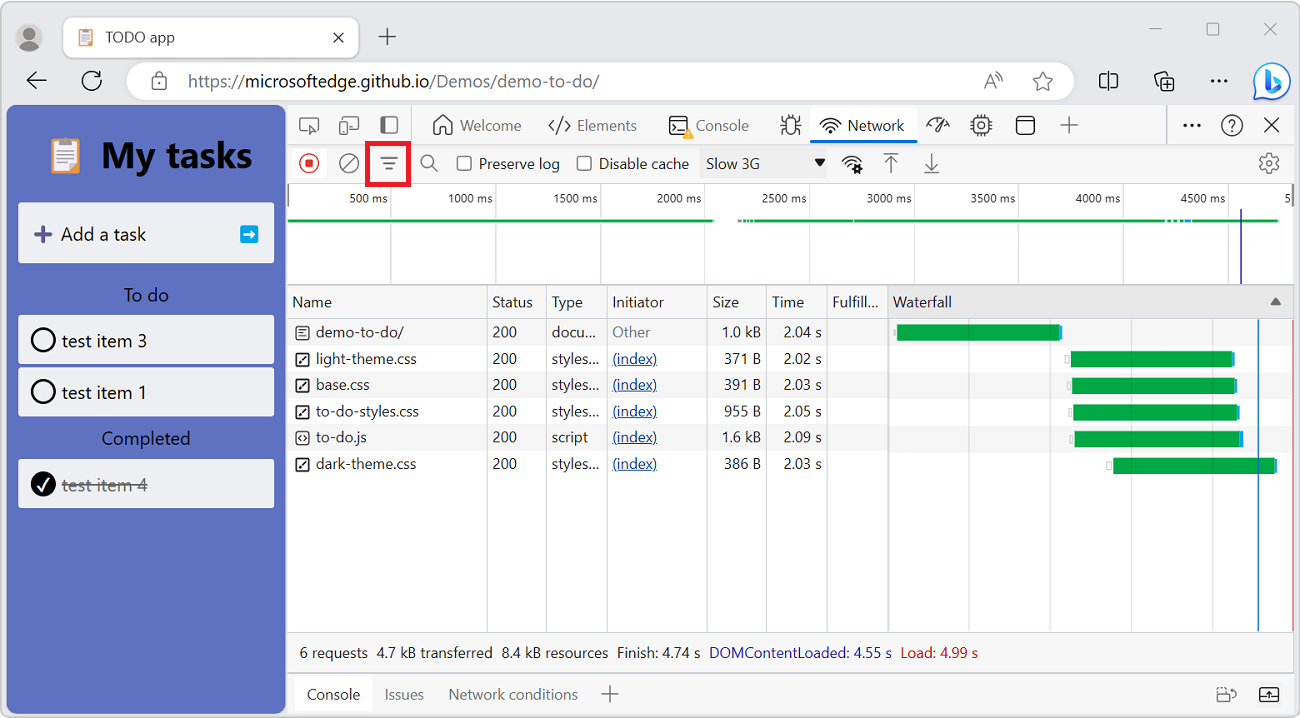 TODO app
https://microsoftedge.github.io/Demos/demo-to-do/
My tasks
Add a task
To do
test item 3
test item 1
Completed
test item 4
Welcome Elements Console Network
Preserve log Disable cache Slow 3G
500 ms 1000 ms 1500 ms 2000 ms 2500 ms 3000 ms 3500 ms 4000 ms 4500 ms 5
Name Status Type Initiator Size Time Fulfill... Waterfall
demo-to-do/ 200 docu... Other 1.0 kB 2.04 s
light-theme.css 200 styles... (index) 371 B 2.02 s
base.css 200 styles... (index) 391 B 2.03 s
to-do-styles.css 200 styles... (index) 955 B 2.05 s
to-do.js 200 script (index) 1.6 kB 2.09 s
dark-theme.css 200 styles... (index) 386 B 2.03 s
6 requests 4.7 kB transferred 8.4 kB resources Finish: 4.74 s DOMContentLoaded: 4.55 s Load: 4.99 s
Console Issues Network conditions